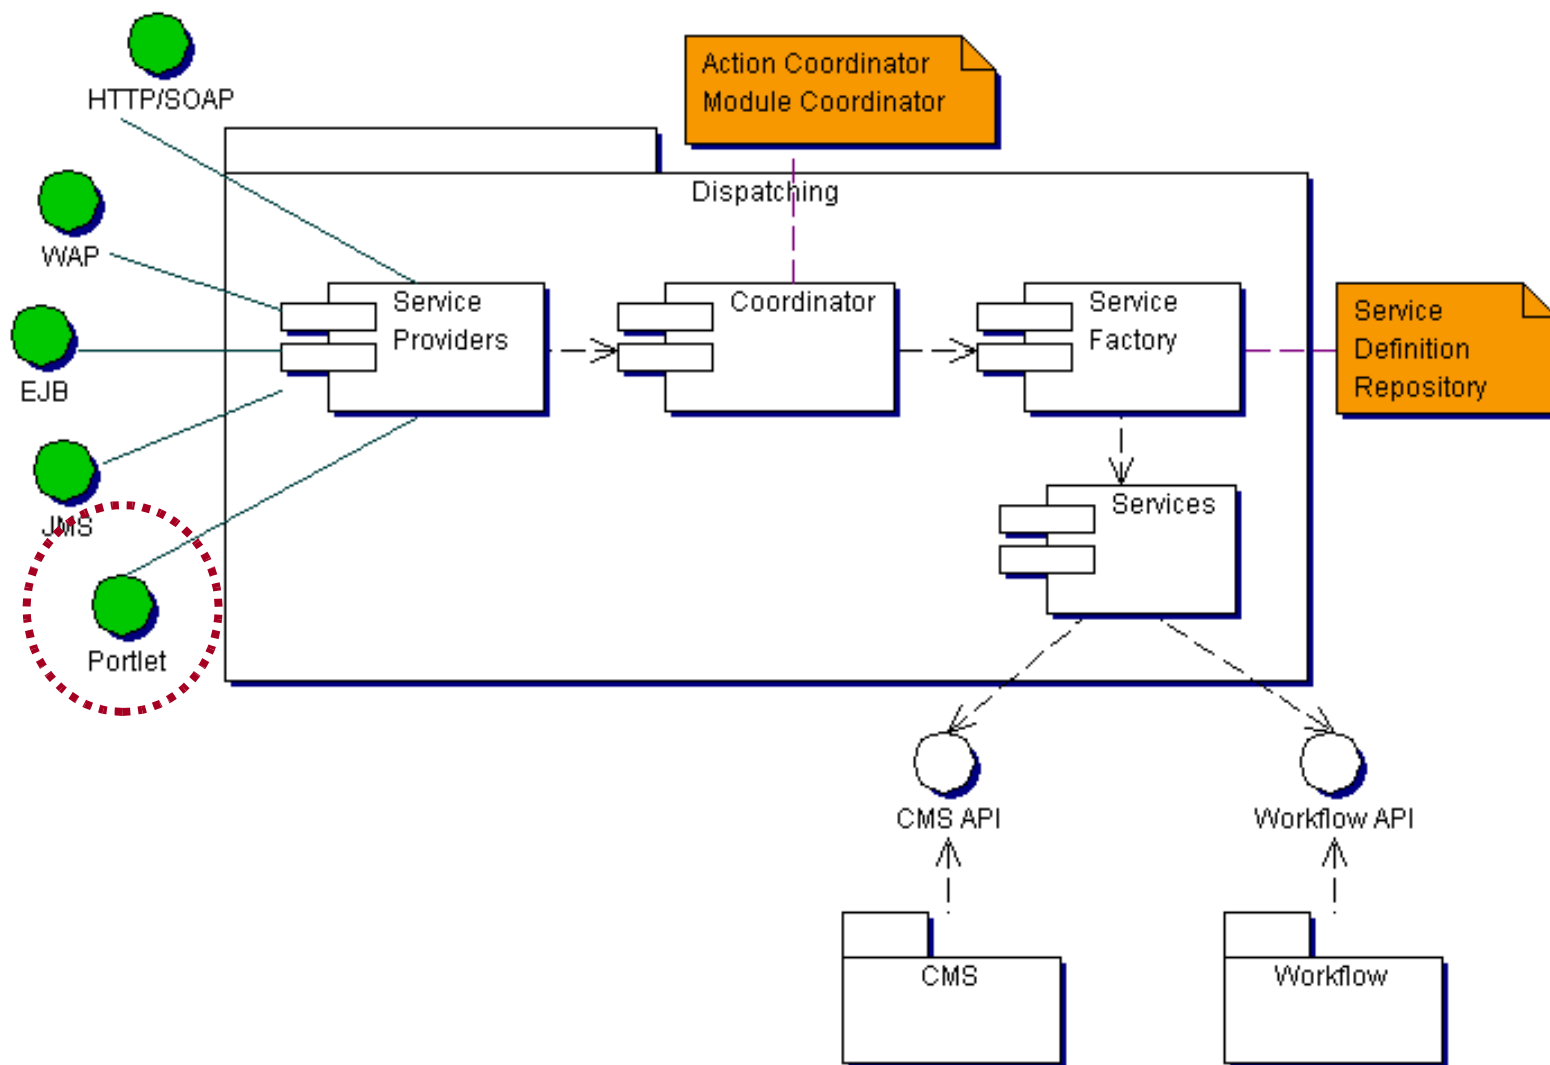 HTTP/SOAP
Action Coordinator
Module Coordinator
Dispatching
WAP
Service
Providers
Coordinator
Service
Factory
Service
Definition
Repository
EJB
JMS
Services
Portlet
CMS API
Workflow API
CMS
Workflow